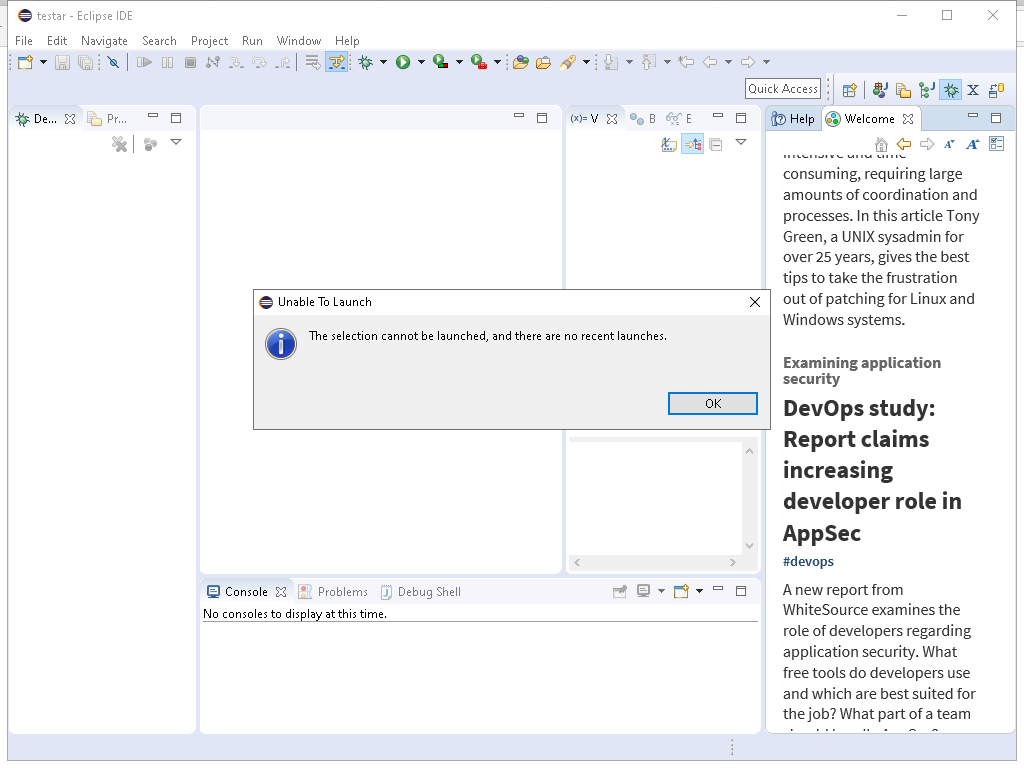 testar - Eclipse IDE
File Edit Navigate Search Project Run Window Help
Quick Access
De... Pr... (x)= V B E Help Welcome
intensive and time
consuming, requiring large
amounts of coordination and
processes. In this article Tony
Green, a UNIX sysadmin for
over 25 years, gives the best
tips to take the frustration
out of patching for Linux and
Windows systems.
Unable To Launch
The selection cannot be launched, and there are no recent launches.
OK
Examining application
security
DevOps study:
Report claims
increasing
developer role in
AppSec
#devops
A new report from
WhiteSource examines the
role of developers regarding
application security. What
free tools do developers use
and which are best suited for
the job? What part of a team
Console Problems Debug Shell
No consoles to display at this time.